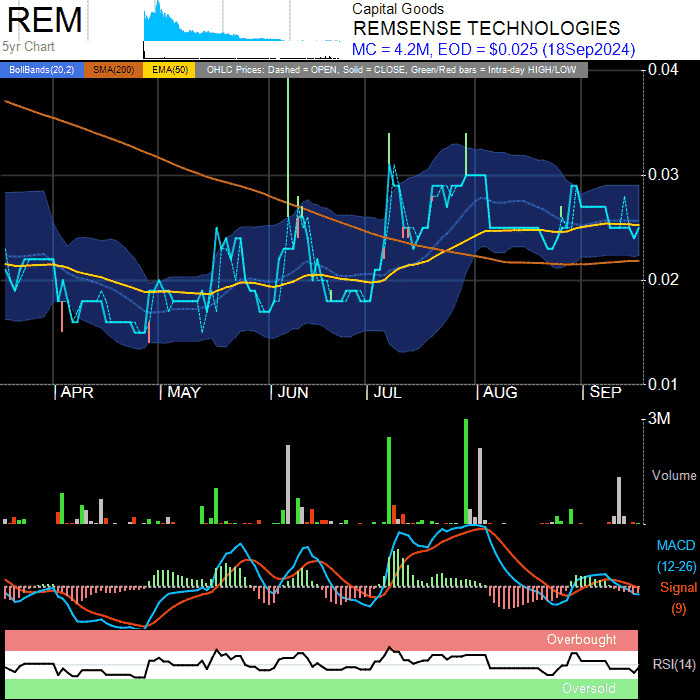 REM
5yr Chart
Capital Goods
REMSENSE TECHNOLOGIES
MC = 4.2M, EOD = $0.025 (18Sep2024)
BollBands(20,2) SMA(200) EMA(50) OHLC Prices: Dashed = OPEN, Solid = CLOSE, Green/Red bars = Intra-day HIGH/LOW
0.04
0.03
0.02
0.01
APR MAY JUN JUL AUG SEP
3M
Volume
MACD
(12-26)
Signal
(9)
Overbought
RSI(14)
Oversold